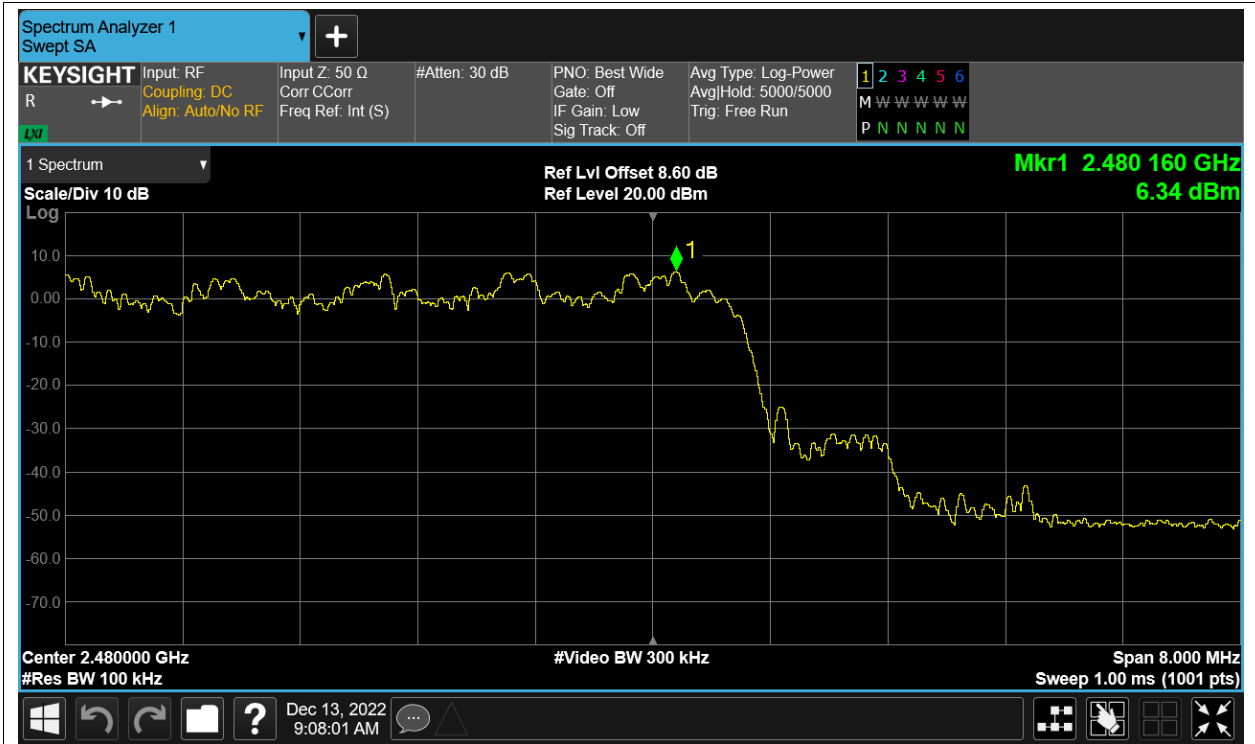 Spectrum Analyzer 1
Swept SA
KEYSIGHT
R
LXI
Input: RF
Coupling: DC
Align: Auto/No RF
Input Z: 50 Ω
Corr CCorr
Freq Ref: Int (S)
#Atten: 30 dB
PNO: Best Wide
Gate: Off
IF Gain: Low
Sig Track: Off
Avg Type: Log-Power
Avg|Hold: 5000/5000
Trig: Free Run
1 2 3 4 5 6
M W W W W W
P N N N N N
1 Spectrum
Scale/Div 10 dB
Ref Lvl Offset 8.60 dB
Ref Level 20.00 dBm
Mkr1 2.480 160 GHz
6.34 dBm
Log
10.0
0.00
-10.0
-20.0
-30.0
-40.0
-50.0
-60.0
-70.0
1
Center 2.480000 GHz
#Res BW 100 kHz
#Video BW 300 kHz
Span 8.000 MHz
Sweep 1.00 ms (1001 pts)
?
Dec 13, 2022
9:08:01 AM